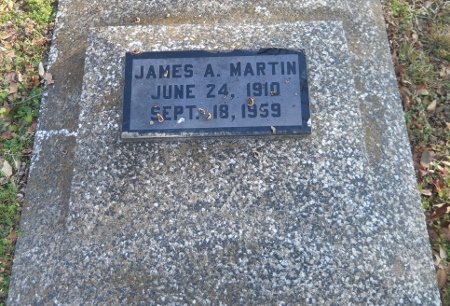 JAMES A. MARTIN
JUNE 24, 1910
SEPT. 18, 1959